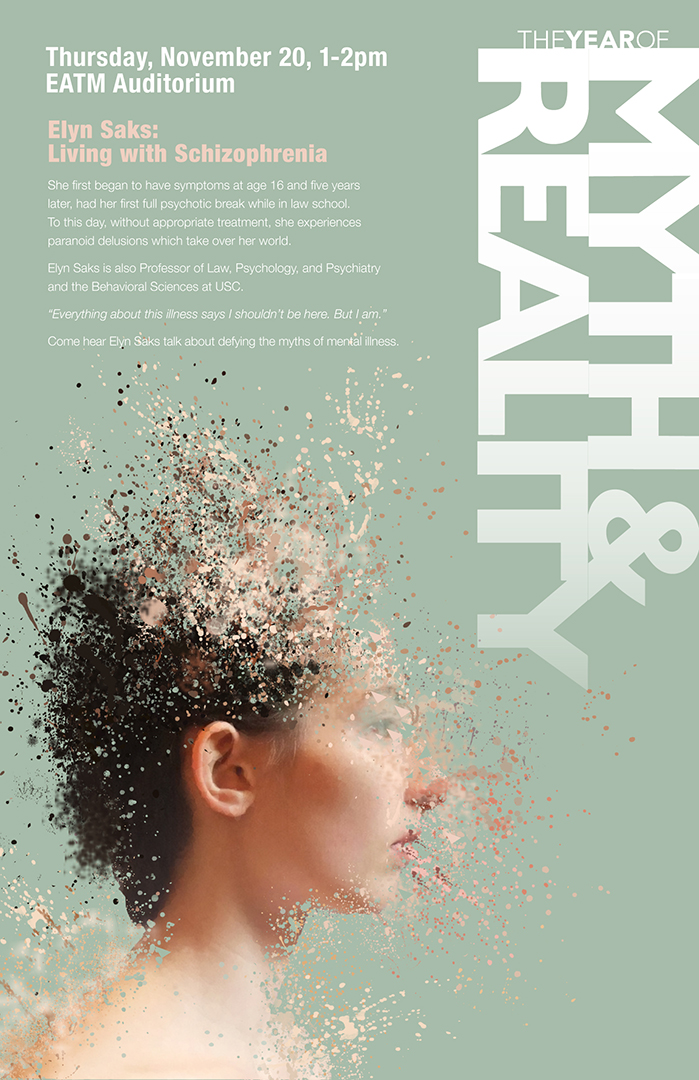 THEYEAROF
MYTH &
REALITY
Thursday, November 20, 1-2pm
EATM Auditorium
Elyn Saks:
Living with Schizophrenia
She first began to have symptoms at age 16 and five years
later, had her first full psychotic break while in law school.
To this day, without appropriate treatment, she experiences
paranoid delusions which take over her world.
Elyn Saks is also Professor of Law, Psychology, and Psychiatry
and the Behavioral Sciences at USC.
“Everything about this illness says I shouldn’t be here. But I am.”
Come hear Elyn Saks talk about defying the myths of mental illness.